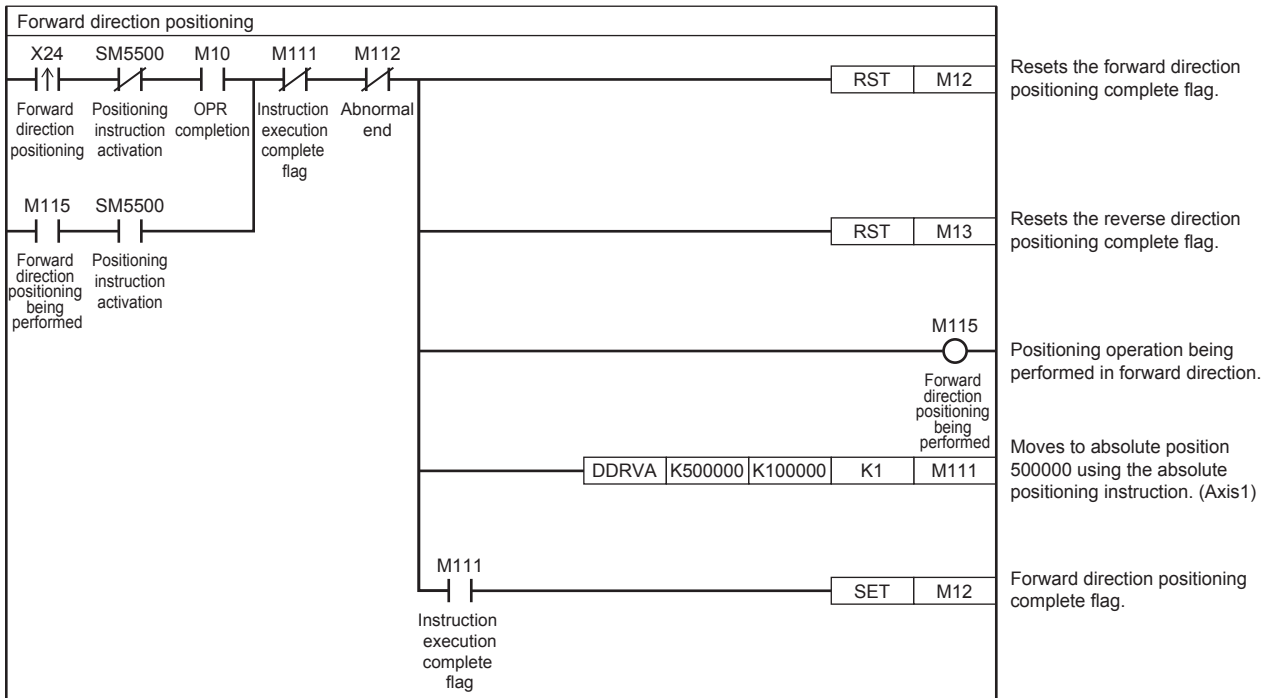 Forward direction positioning
X24 SM5500 M10 M111 M112
Forward direction positioning
Positioning instruction activation
OPR completion
Instruction execution complete flag
Abnormal end
RST M12
Resets the forward direction
positioning complete flag.
M115 SM5500
Forward direction positioning being performed
Positioning instruction activation
RST M13
Resets the reverse direction
positioning complete flag.
M115
Forward
direction
positioning
being
performed
Positioning operation being
performed in forward direction.
DDRVA K500000 K100000 K1 M111
Moves to absolute position
500000 using the absolute
positioning instruction. (Axis1)
M111
Instruction
execution
complete
flag
SET M12
Forward direction positioning
complete flag.